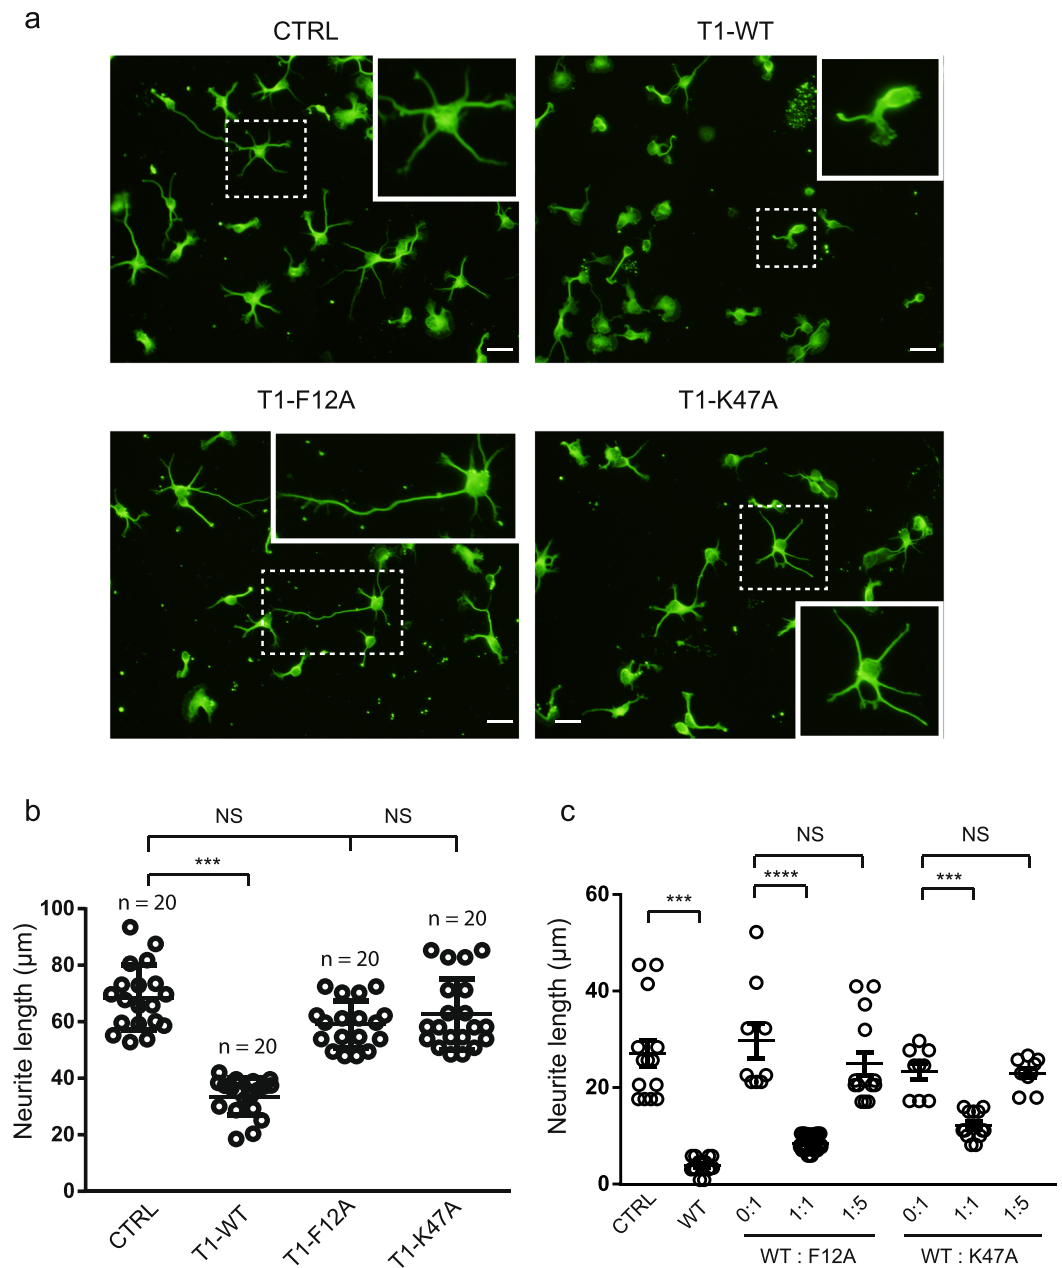 a
CTRL
T1-WT
T1-F12A
T1-K47A
b
NS
NS
***
n = 20
n = 20
n = 20
n = 20
Neurite length (µm)
100
80
60
40
20
0
CTRL
T1-WT
T1-F12A
T1-K47A
c
NS
NS
***
****
***
Neurite length (µm)
60
40
20
0
CTRL
WT
0:1
1:1
1:5
0:1
1:1
1:5
WT : F12A
WT : K47A